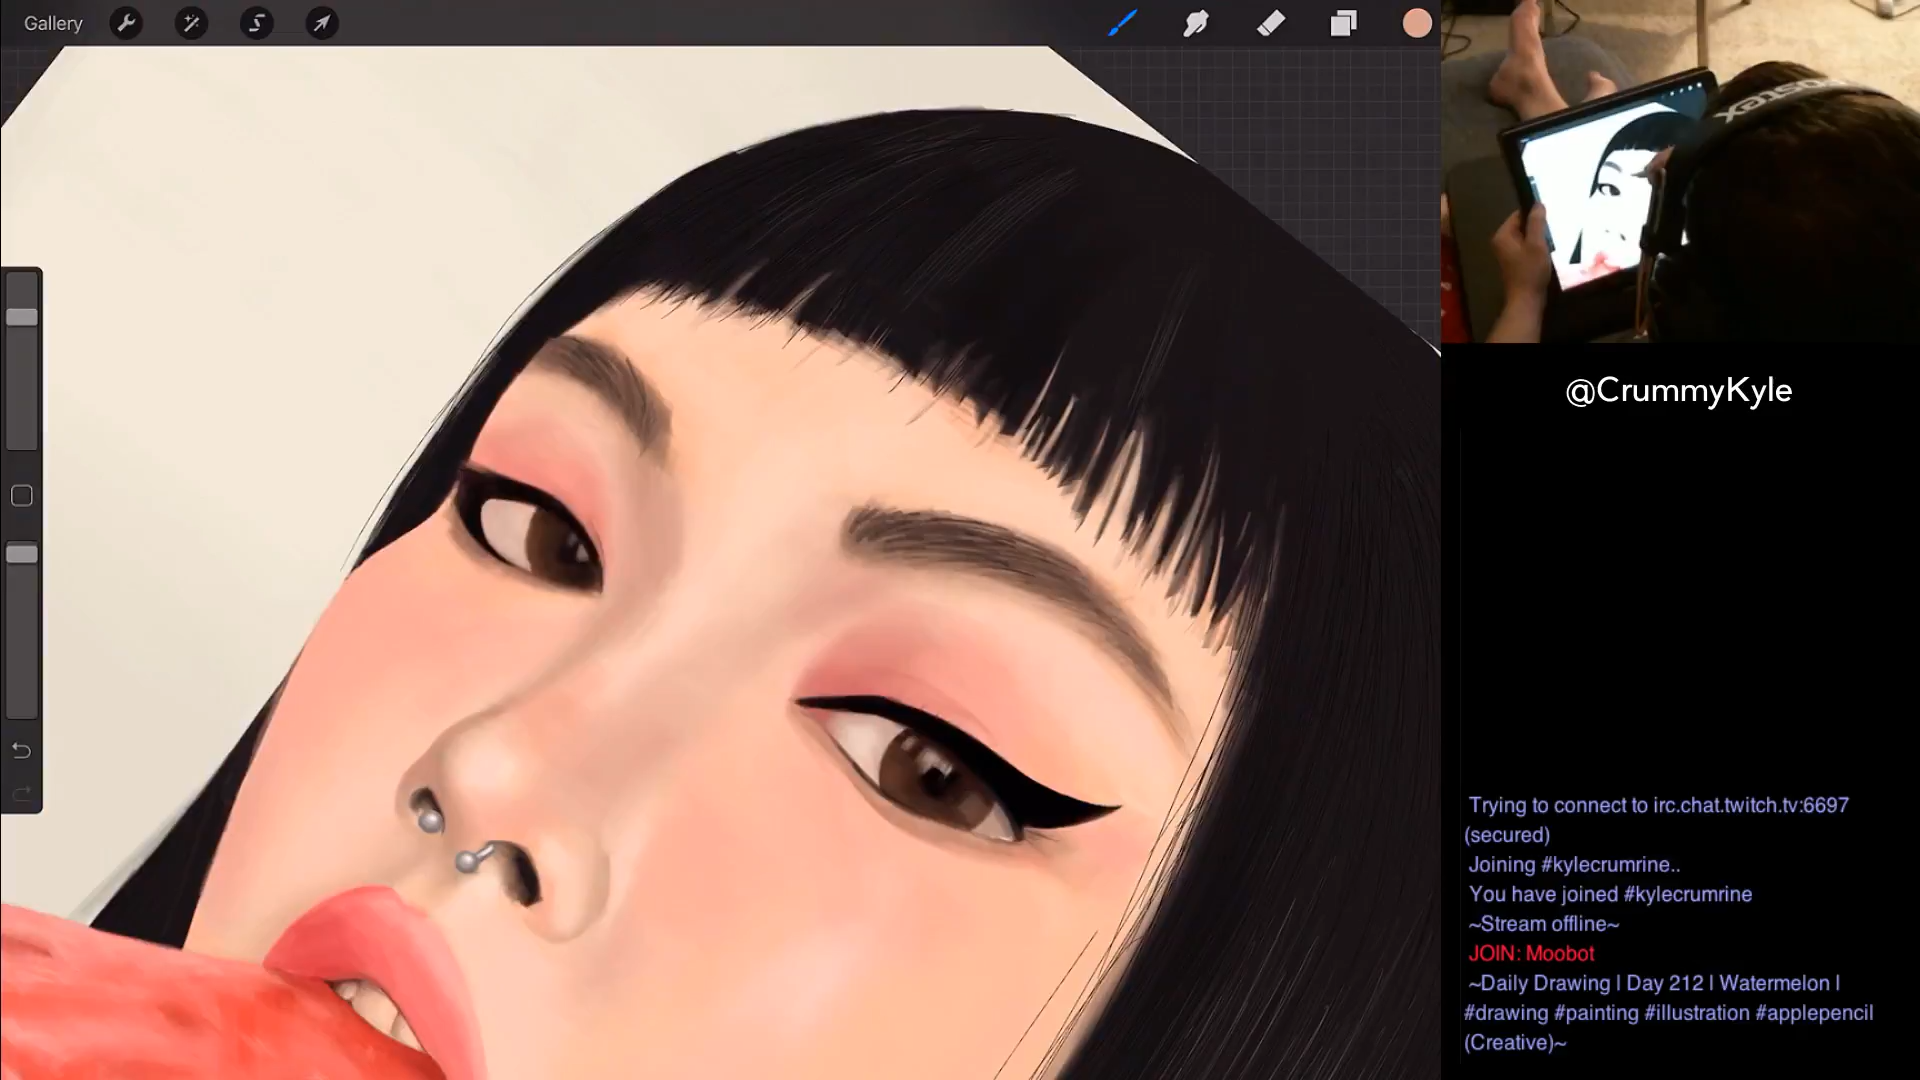 Gallery
@CrummyKyle
Trying to connect to irc.chat.twitch.tv:6697
(secured)
Joining #kylecrumrine..
You have joined #kylecrumrine
~Stream offline~
JOIN: Moobot
~Daily Drawing | Day 212 | Watermelon |
#drawing #painting #illustration #applepencil
(Creative)~